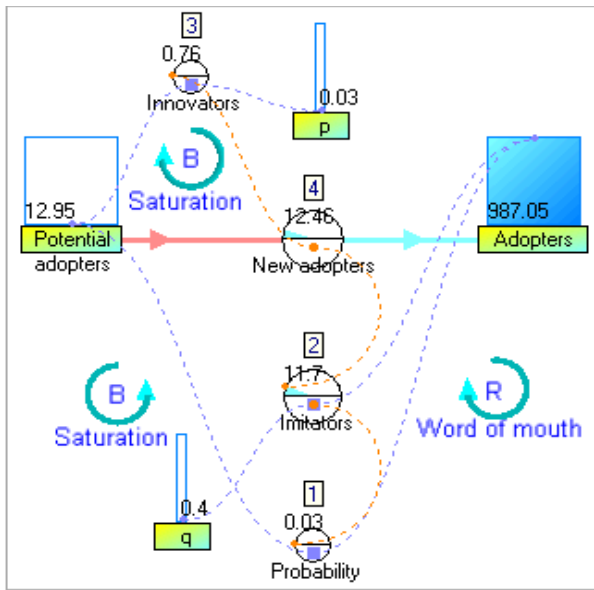 3
0.76
Innovators
0.03
p
B
Saturation
4
12.95
12.46
987.05
Potential
adopters
New adopters
Adopters
2
11.7
Imitators
B
Saturation
R
Word of mouth
0.4
q
1
0.03
Probability